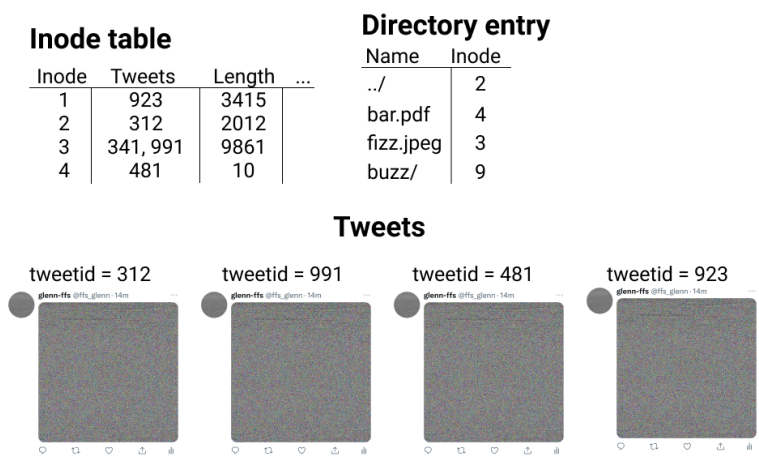 Inode table
Inode Tweets Length ...
1 923 3415
2 312 2012
3 341, 991 9861
4 481 10
Directory entry
Name Inode
../ 2
bar.pdf 4
fizz.jpeg 3
buzz/ 9
Tweets
tweetid = 312
glenn-ffs @ffs_glenn · 14m
tweetid = 991
glenn-ffs @ffs_glenn · 14m
tweetid = 481
glenn-ffs @ffs_glenn · 14m
tweetid = 923
glenn-ffs @ffs_glenn · 14m